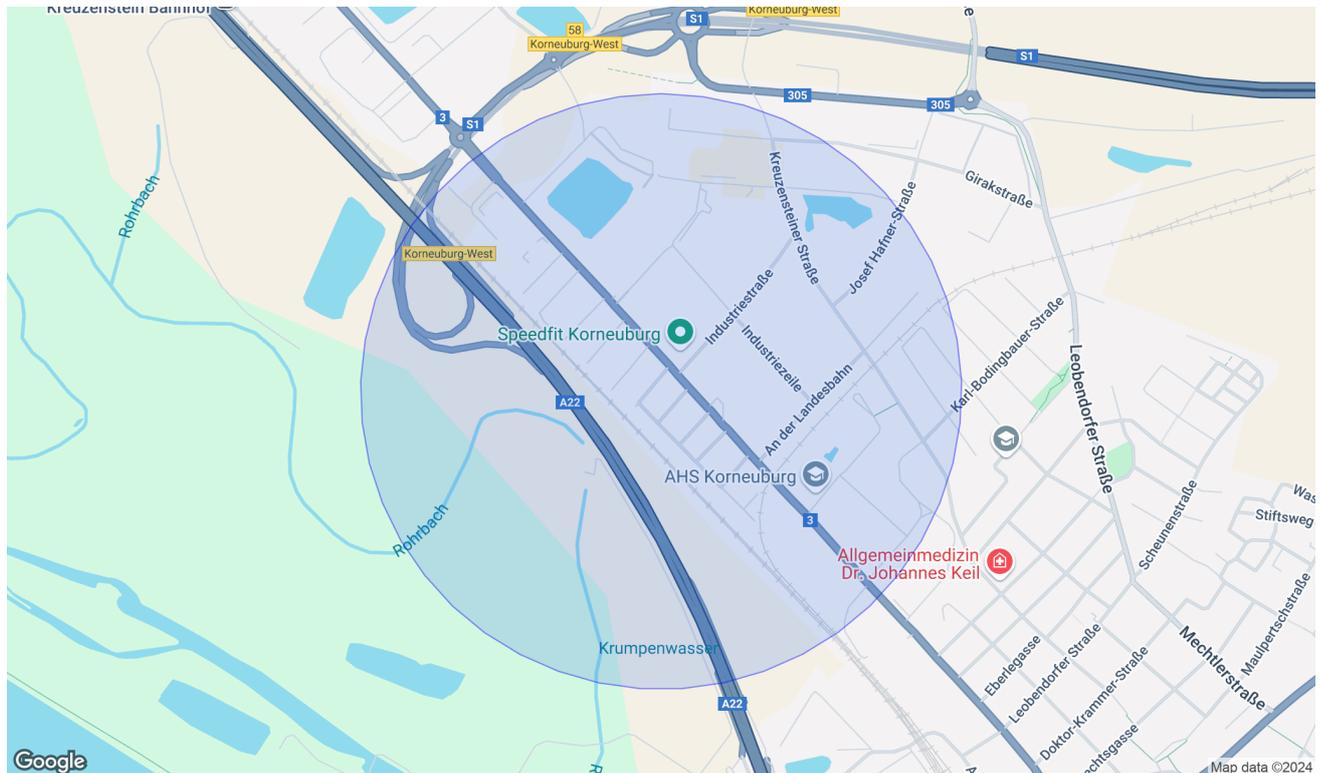 Kreuzenstein Bahnhof
Korneuburg-West
S1
58
Korneuburg-West
S1
305
305
3
S1
Rohrbach
Kreuzensteiner Straße
Girakstraße
Josef Hafner-Straße
Korneuburg-West
Industriestraße
Speedfit Korneuburg
Industriezeile
Karl-Bodingbauer-Straße
Leobendorfer Straße
An der Landesbahn
A22
AHS Korneuburg
3
Rohrbach
Scheunenstraße
Stiftsweg
Allgemeinmedizin
Dr. Johannes Keil
Krumpenwasser
Eberlegasse
Leobendorfer Straße
Doktor-Krammer-Straße
Mechtlerstraße
Maulpertschstraße
A22
Google
Map data ©2024